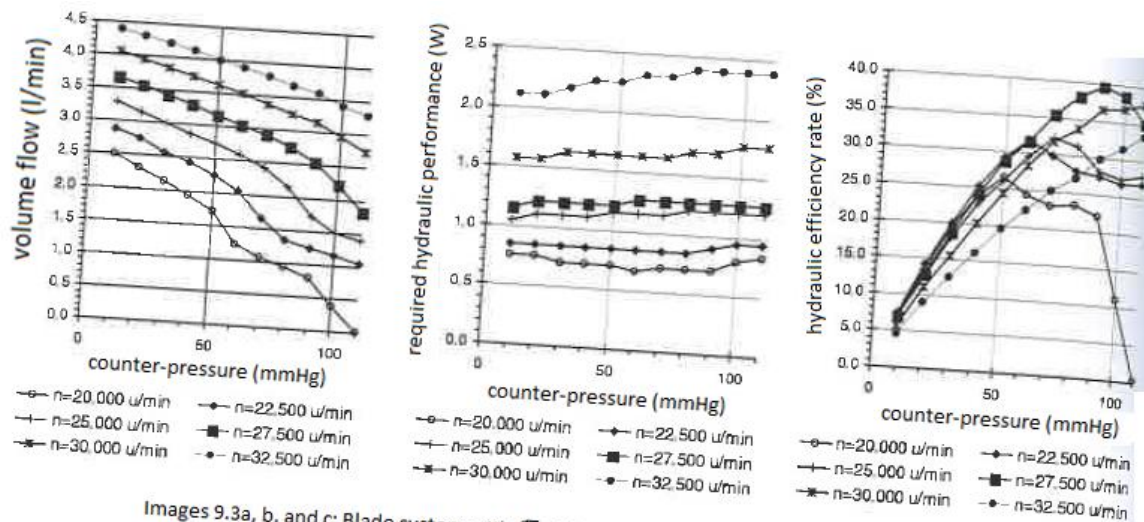 volume flow (l/min)
4.5
4.0
3.5
3.0
2.5
2.0
1.5
1.0
0.5
0.0
0
50
100
counter-pressure (mmHg)
n=20,000 u/min
n=22,500 u/min
n=25,000 u/min
n=27,500 u/min
n=30,000 u/min
n=32,500 u/min
required hydraulic performance (W)
2.5
2.0
1.5
1.0
0.5
0.0
0
50
100
counter-pressure (mmHg)
n=20.000 u/min
n=22.500 u/min
n=25,000 u/min
n=27.500 u/min
n=30,000 u/min
n=32,500 u/min
hydraulic efficiency rate (%)
40.0
35.0
30.0
25.0
20.0
15.0
10.0
5.0
0.0
0
50
100
counter-pressure (mmHg)
n=20.000 u/min
n=22.500 u/min
n=25,000 u/min
n=27.500 u/min
n=30,000 u/min
n=32.500 u/min
Images 9.3a, b, and c: Blade system